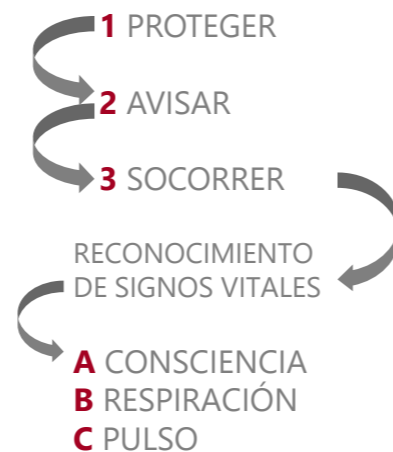 1 PROTEGER
2 AVISAR
3 SOCORRER
RECONOCIMIENTO
DE SIGNOS VITALES
A CONSCIENCIA
B RESPIRACIÓN
C PULSO